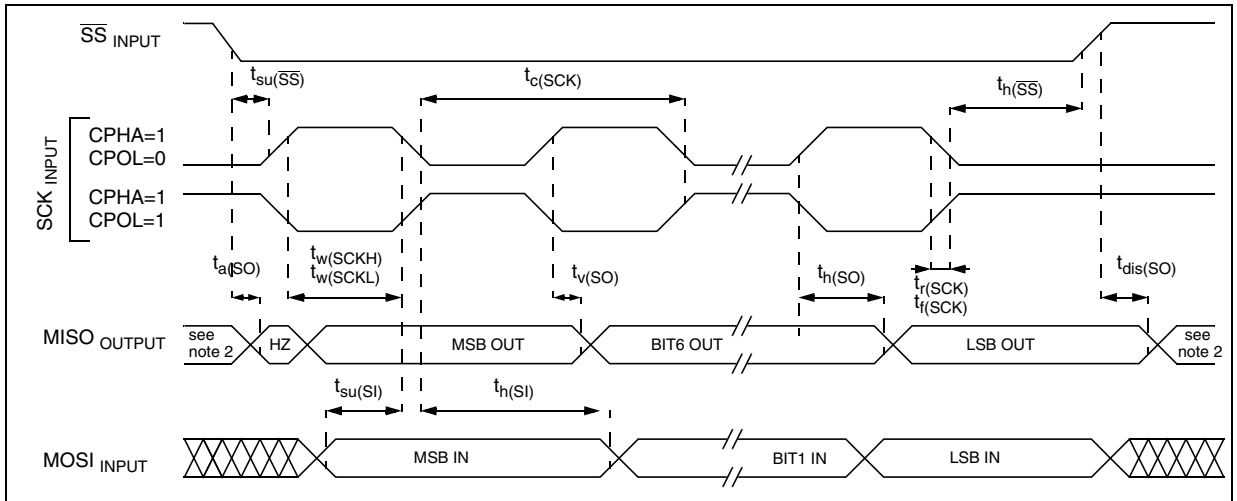 SS INPUT
tsu(SS)
tc(SCK)
th(SS)
SCK INPUT
CPHA=1
CPOL=0
CPHA=1
CPOL=1
ta(SO)
tw(SCKH)
tw(SCKL)
tv(SO)
th(SO)
tr(SCK)
tf(SCK)
tdis(SO)
MISO OUTPUT
see
note 2
HZ
MSB OUT
BIT6 OUT
LSB OUT
see
note 2
tsu(SI)
th(SI)
MOSI INPUT
MSB IN
BIT1 IN
LSB IN